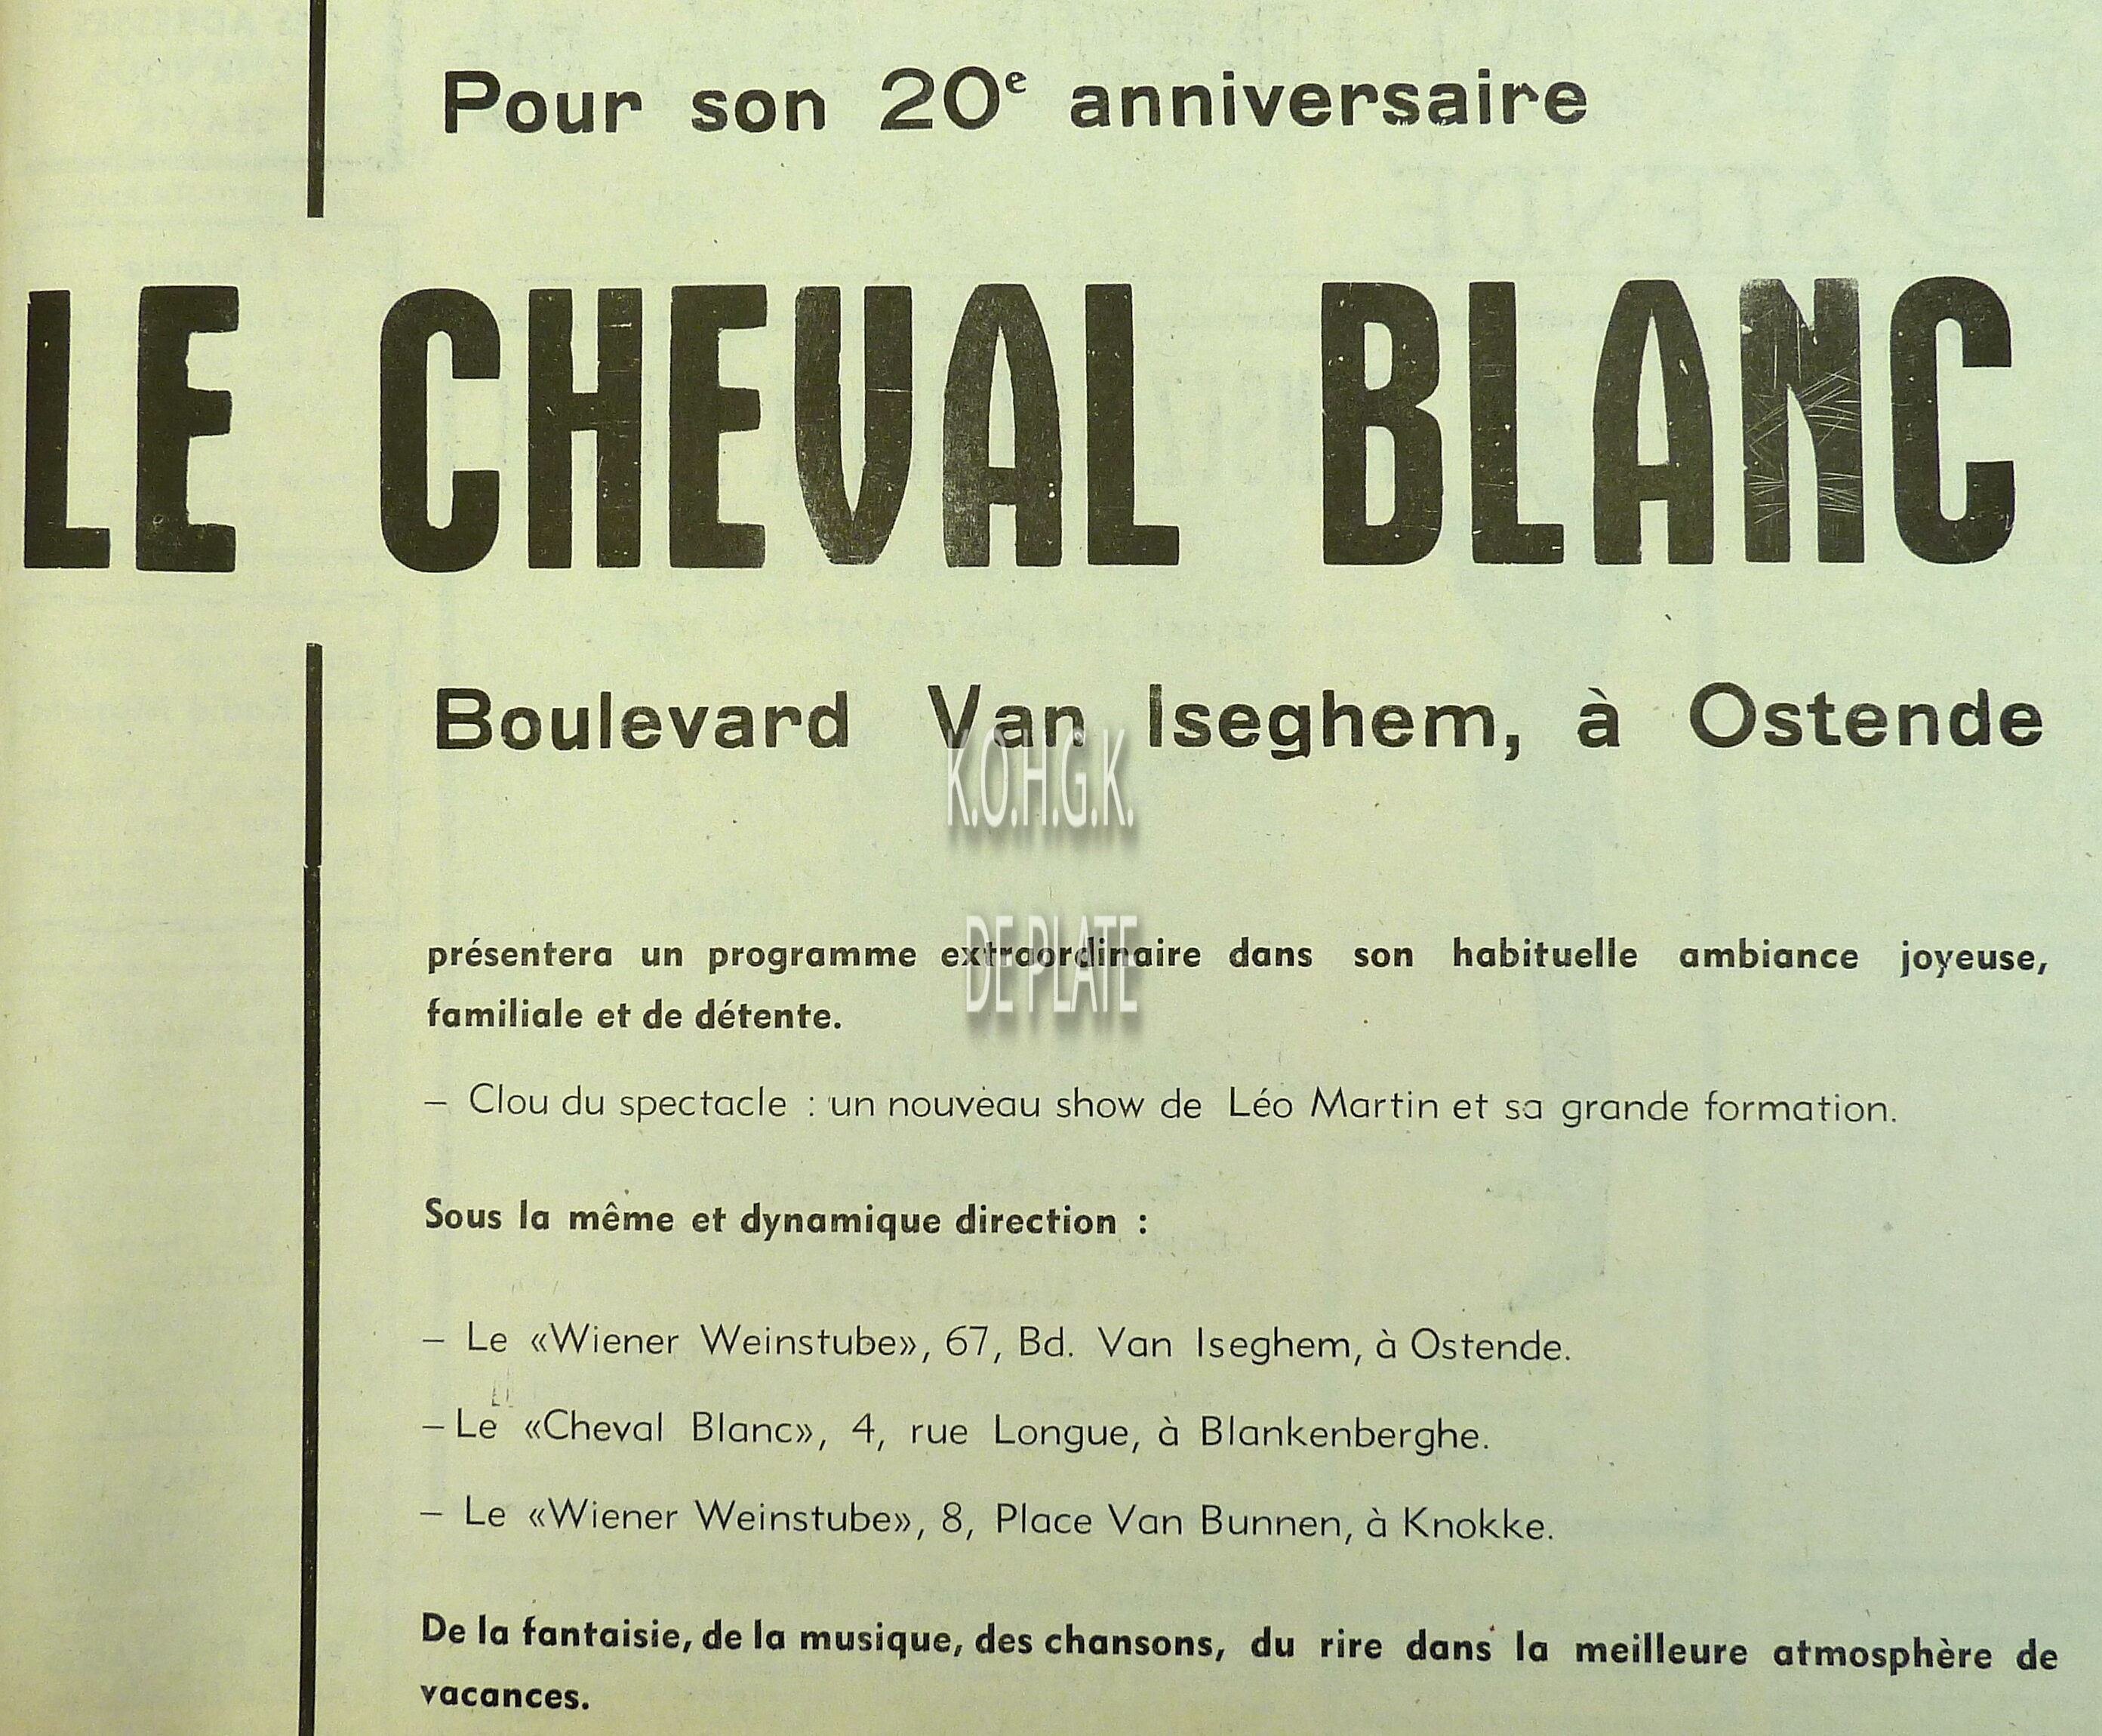 Pour son 20e anniversaire
LE CHEVAL BLANC
Boulevard Van Iseghem, à Ostende
K.O.H.G.K.
DE PLATE
présentera un programme extraordinaire dans son habituelle ambiance joyeuse,
familiale et de détente.
– Clou du spectacle : un nouveau show de Léo Martin et sa grande formation.
Sous la même et dynamique direction :
– Le «Wiener Weinstube», 67, Bd. Van Iseghem, à Ostende.
– Le «Cheval Blanc», 4, rue Longue, à Blankenberghe.
– Le «Wiener Weinstube», 8, Place Van Bunnen, à Knokke.
De la fantaisie, de la musique, des chansons, du rire dans la meilleure atmosphère de
vacances.